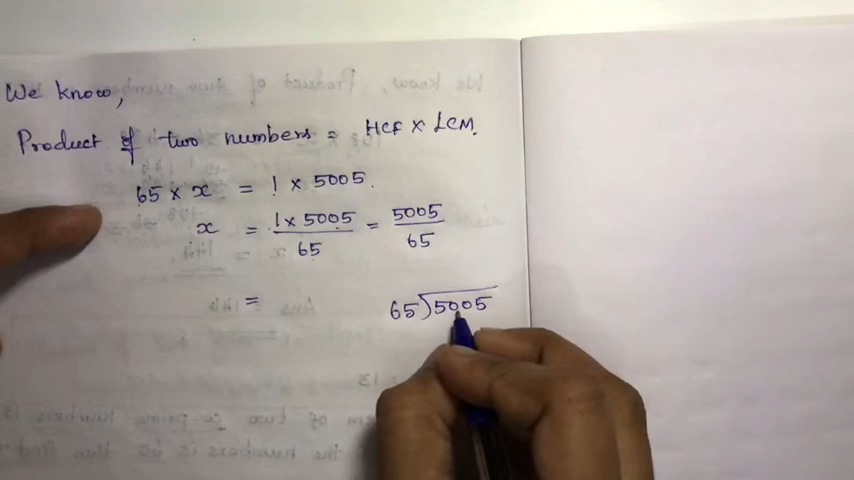 We know,
Product of two numbers = HCF x LCM.
65 x x = 1 x 5005.
x = 1 x 5005 / 65 = 5005 / 65
= 65)5005